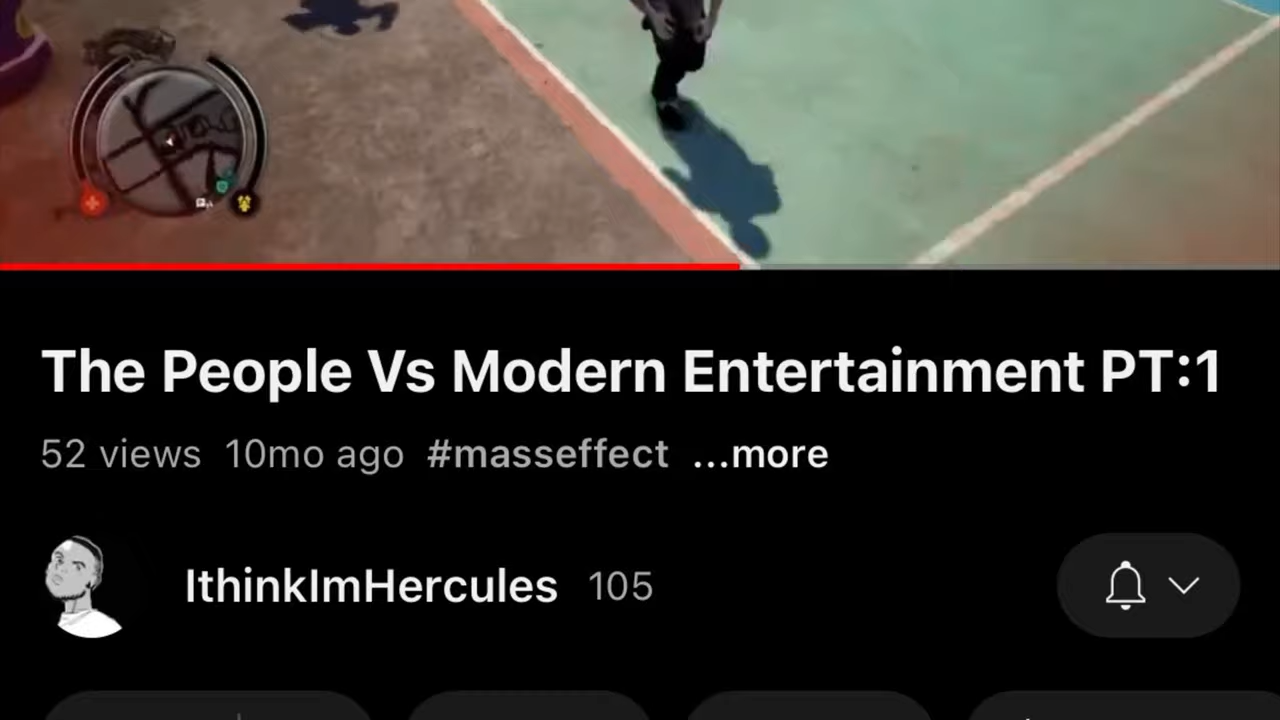 The People Vs Modern Entertainment PT:1
52 views 10mo ago #masseffect ...more
IthinkImHercules 105